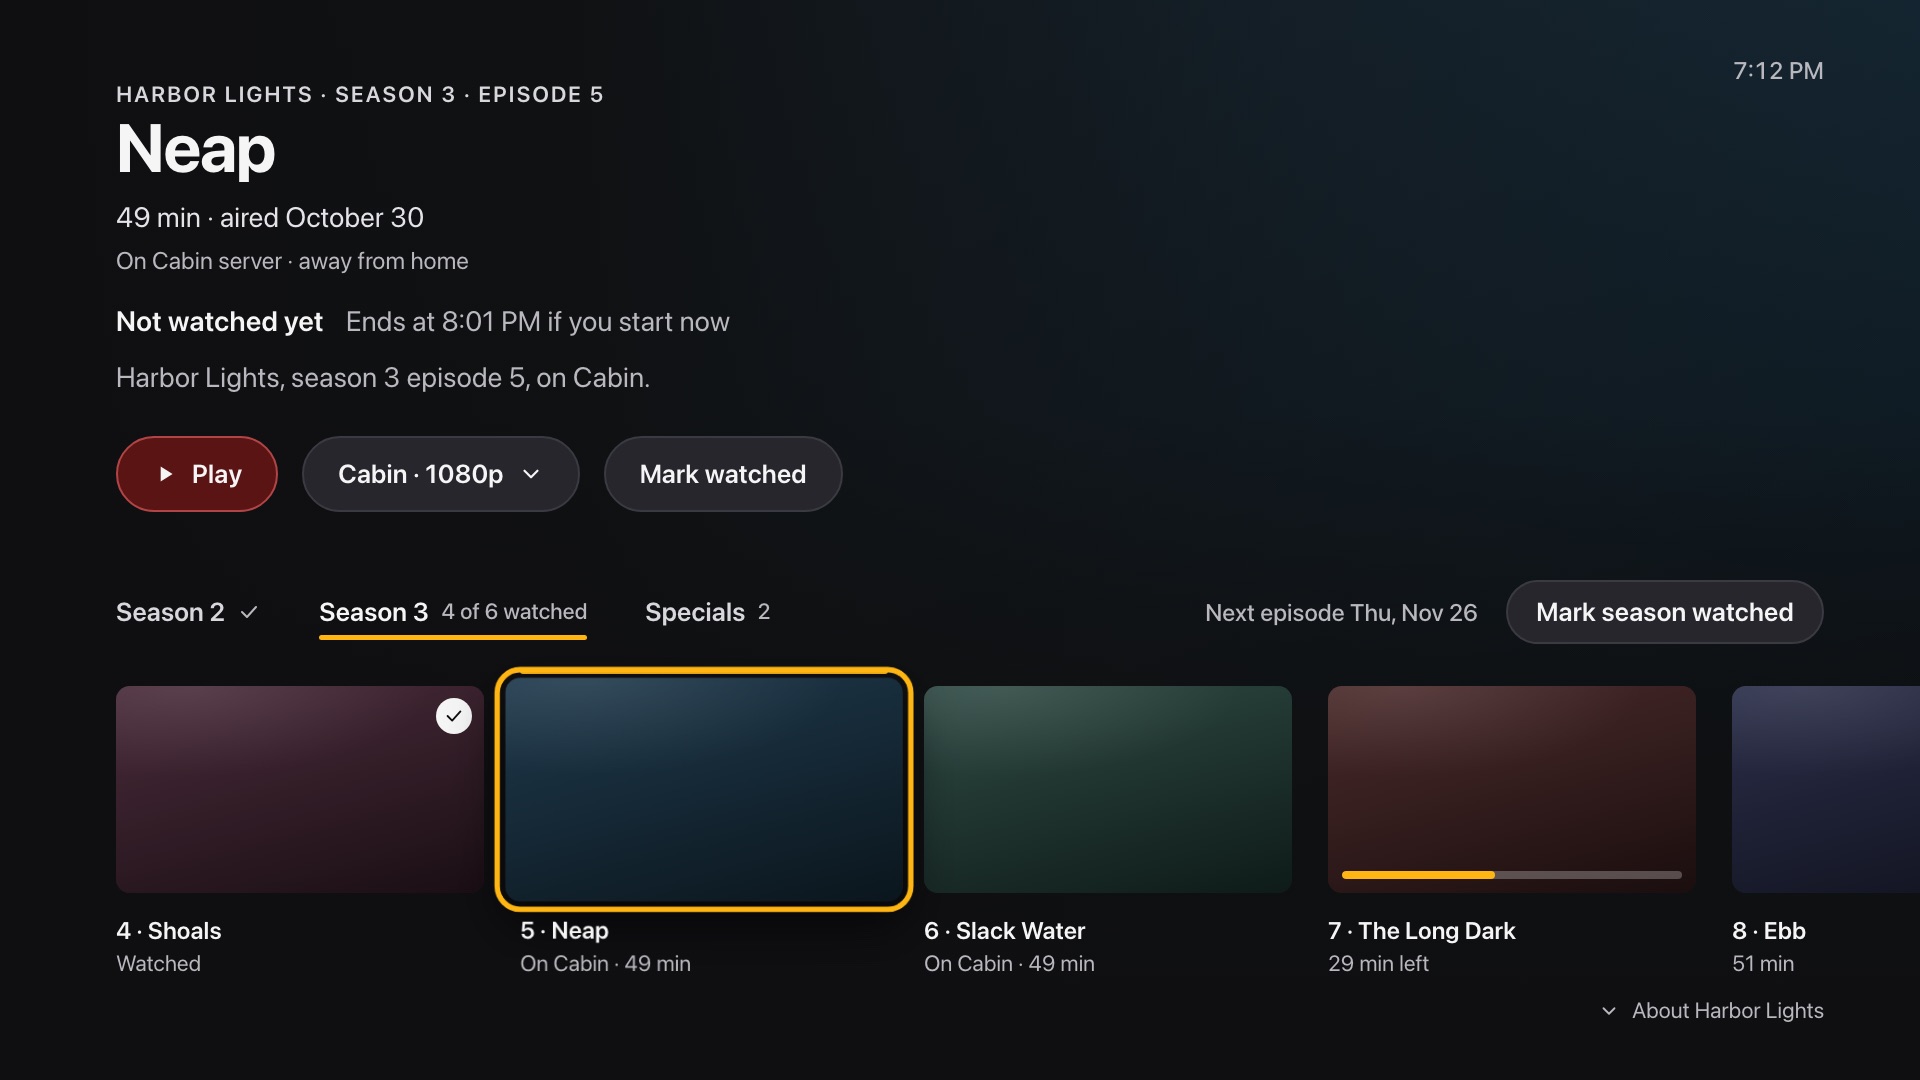 7:12 PM
HARBOR LIGHTS · SEASON 3 · EPISODE 5
Neap
49 min · aired October 30
On Cabin server · away from home
Not watched yet Ends at 8:01 PM if you start now
Harbor Lights, season 3 episode 5, on Cabin.
Play
Cabin · 1080p
Mark watched
Season 2
Season 3 4 of 6 watched
Specials 2
Next episode Thu, Nov 26
Mark season watched
4 · Shoals
Watched
5 · Neap
On Cabin · 49 min
6 · Slack Water
On Cabin · 49 min
7 · The Long Dark
29 min left
8 · Ebb
51 min
About Harbor Lights